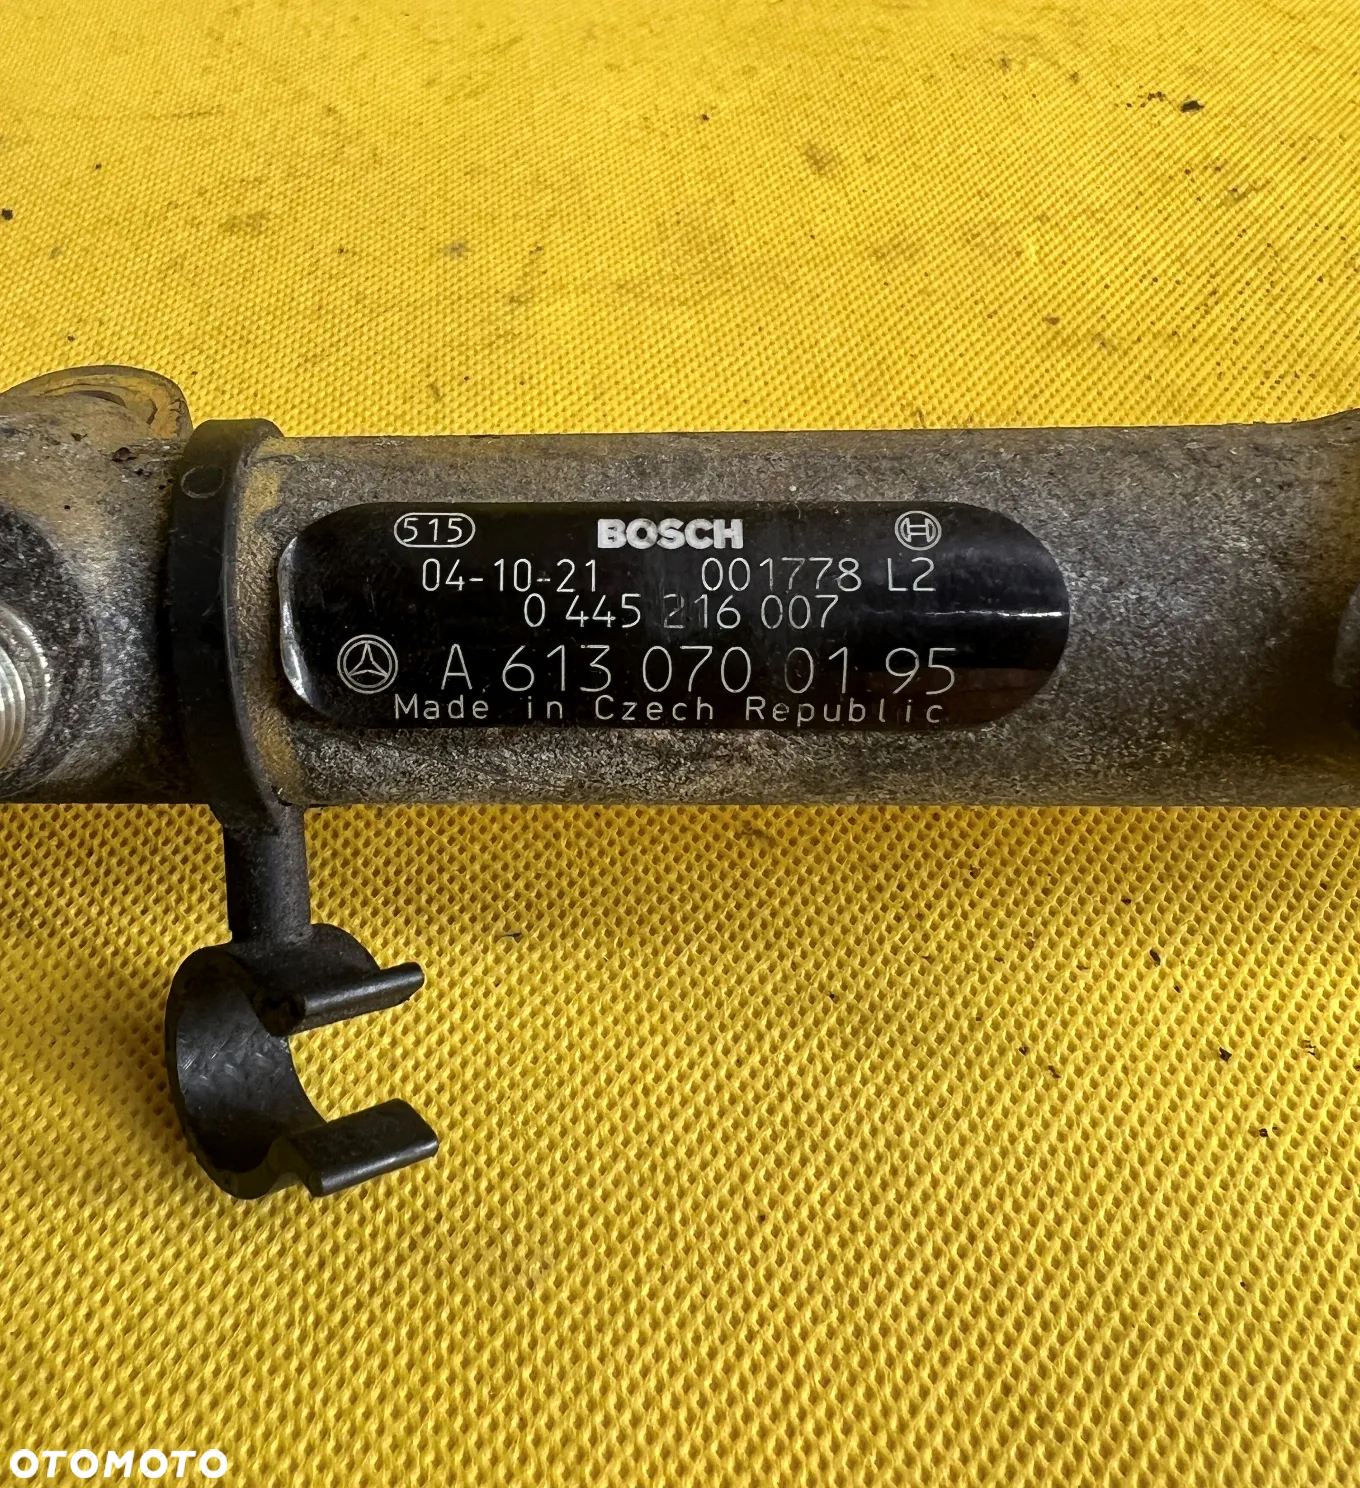 515 BOSCH
04-10-21 001778 L2
0 445 216 007
A 613 070 01 95
Made in Czech Republic
OTOMOTO